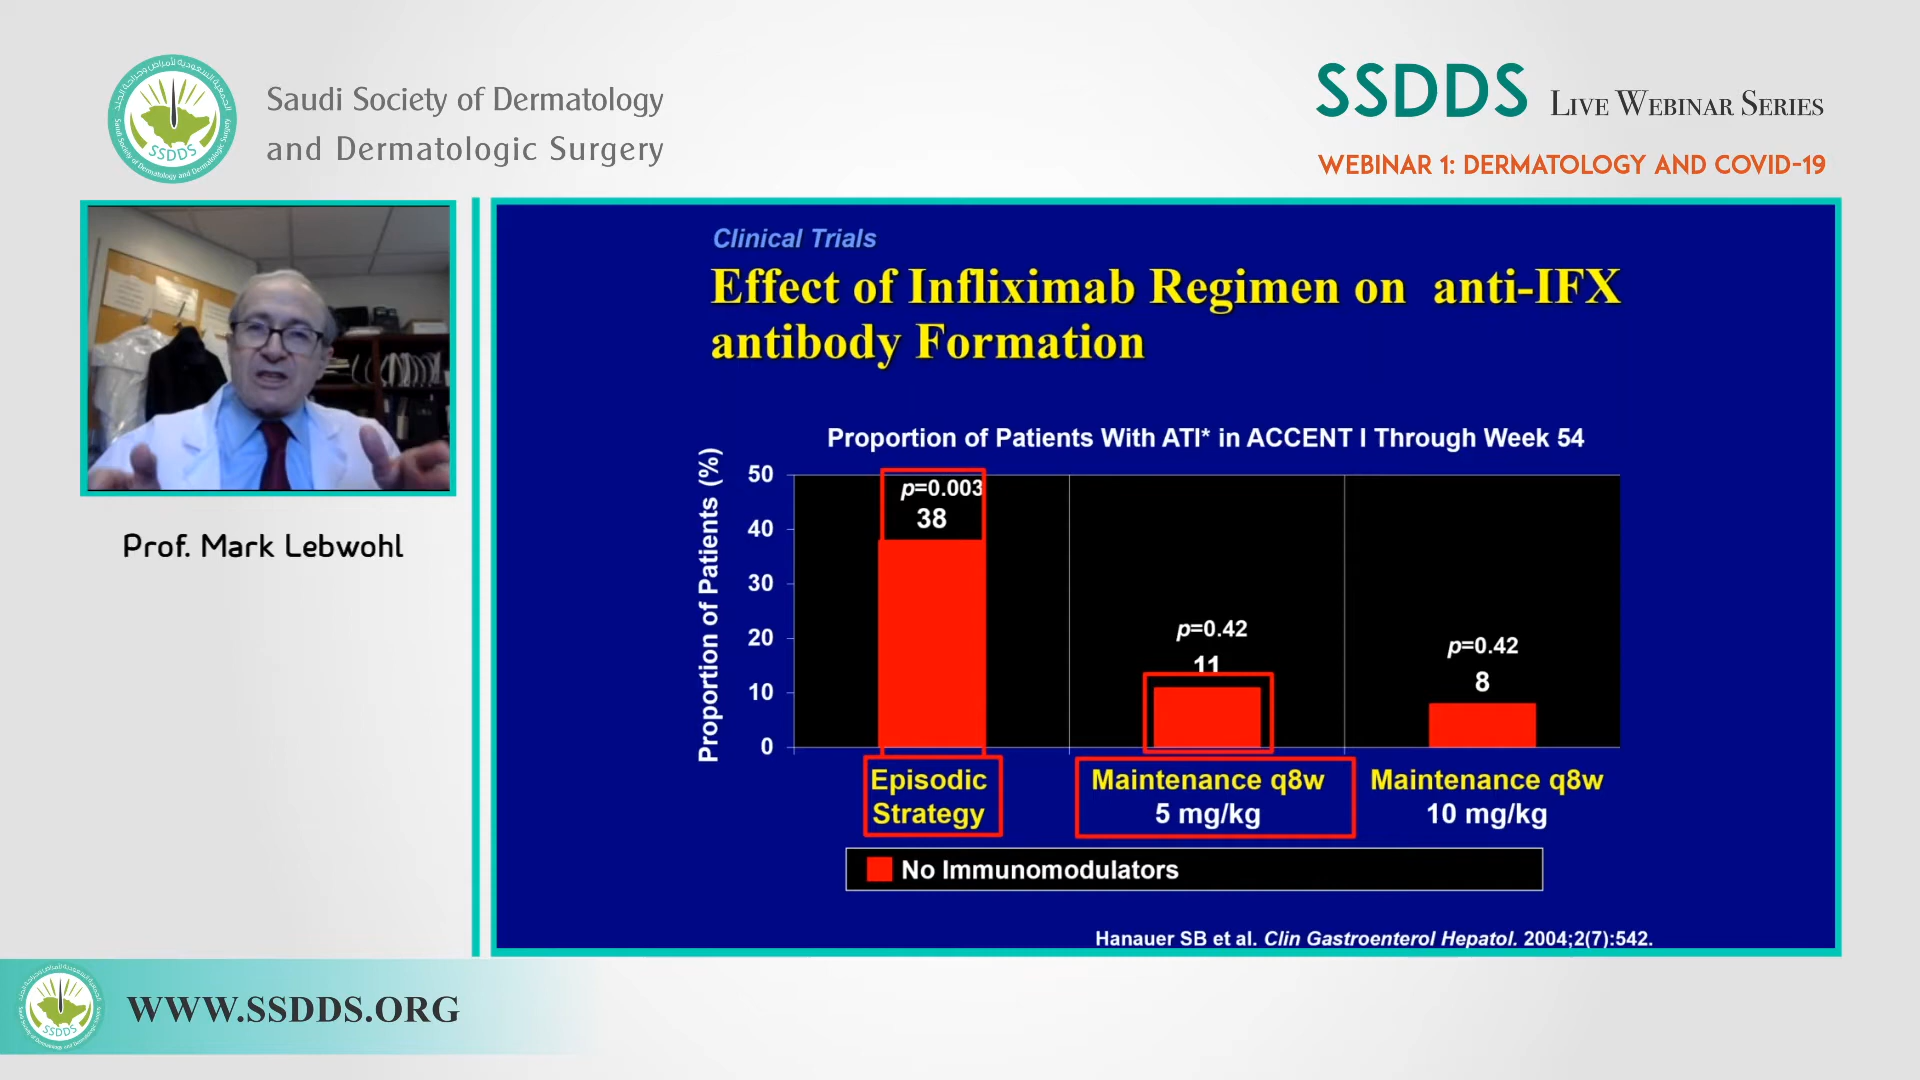 Saudi Society of Dermatology
and Dermatologic Surgery
SSDDS
SSDDS LIVE WEBINAR SERIES
WEBINAR 1: DERMATOLOGY AND COVID-19
Prof. Mark Lebwohl
Clinical Trials
Effect of Infliximab Regimen on anti-IFX
antibody Formation
Proportion of Patients With ATI* in ACCENT I Through Week 54
Proportion of Patients (%)
50
40
30
20
10
0
p=0.003
38
p=0.42
11
p=0.42
8
Episodic
Strategy
Maintenance q8w
5 mg/kg
Maintenance q8w
10 mg/kg
No Immunomodulators
Hanauer SB et al. Clin Gastroenterol Hepatol. 2004;2(7):542.
SSDDS
WWW.SSDDS.ORG